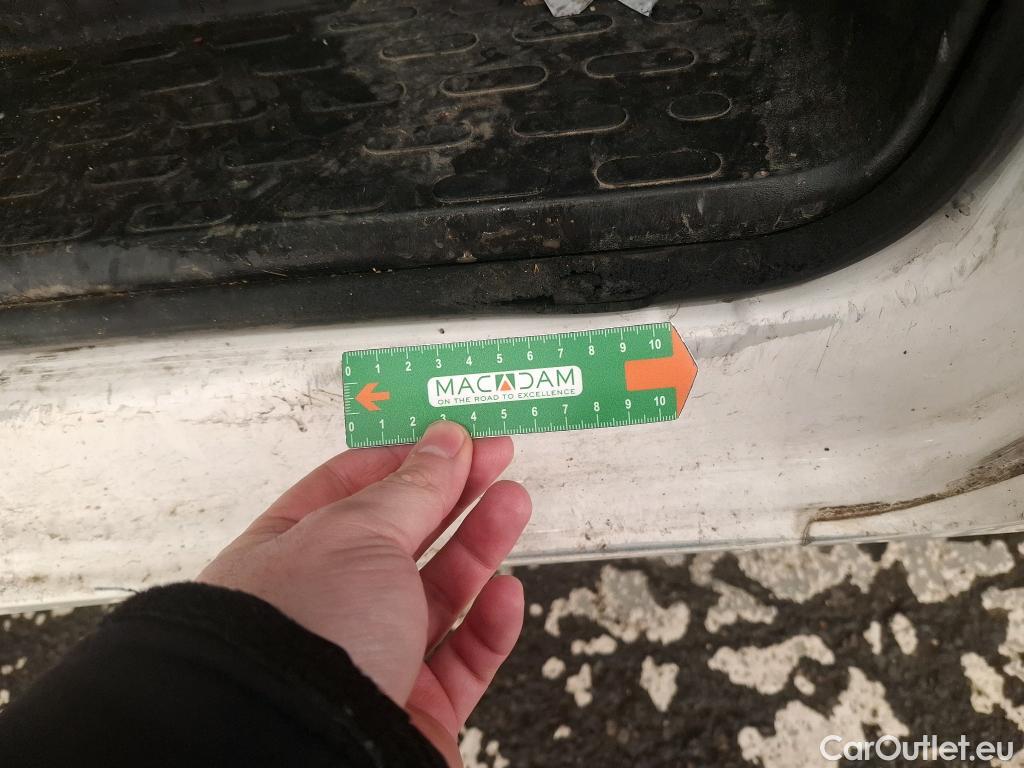 0 1 2 3 4 5 6 7 8 9 10
MACADAM
ON THE ROAD TO EXCELLENCE
0 1 2 3 4 5 6 7 8 9 10
CarOutlet.eu